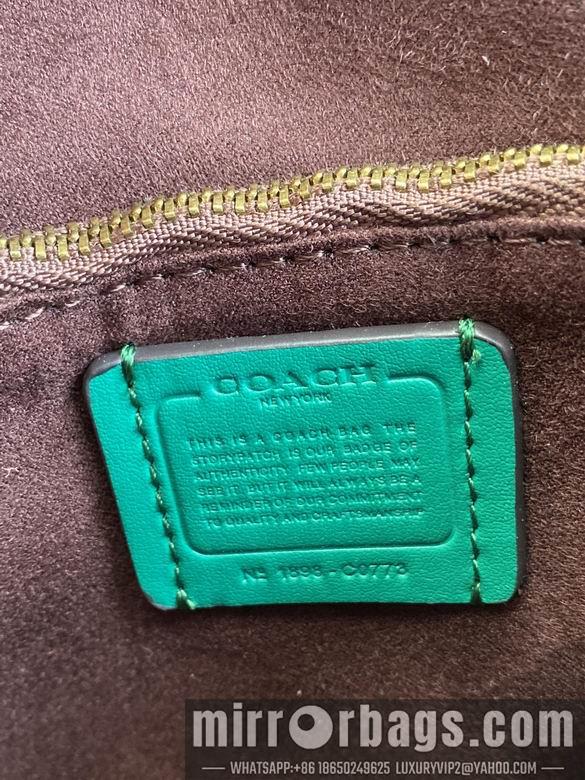 COACH
NEW YORK
THIS IS A COACH BAG. THE
STORYPATCH IS OUR BADGE OF
AUTHENTICITY. FEW PEOPLE MAY
SEE IT. BUT IT WILL ALWAYS BE A
REMINDER OF OUR COMMITMENT
TO QUALITY AND CRAFTSMANSHIP.
Nº 1898-C0773
mirrorbags.com
WHATSAPP:+86 18650249625 LUXURYVIP2@YAHOO.COM